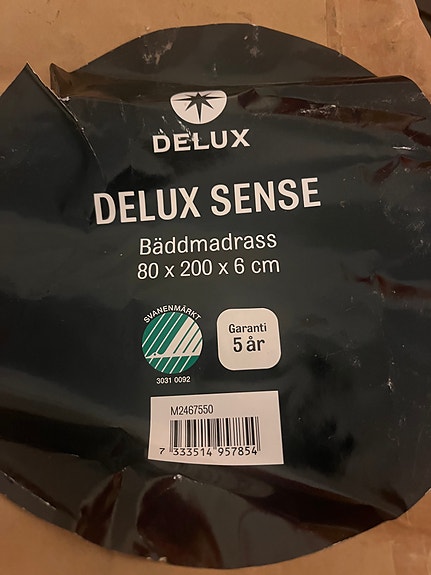 DELUX
DELUX SENSE
Bäddmadrass
80 x 200 x 6 cm
SVANENMÄRKT
3031 0092
Garanti
5 år
M2467550
7 333514 957854